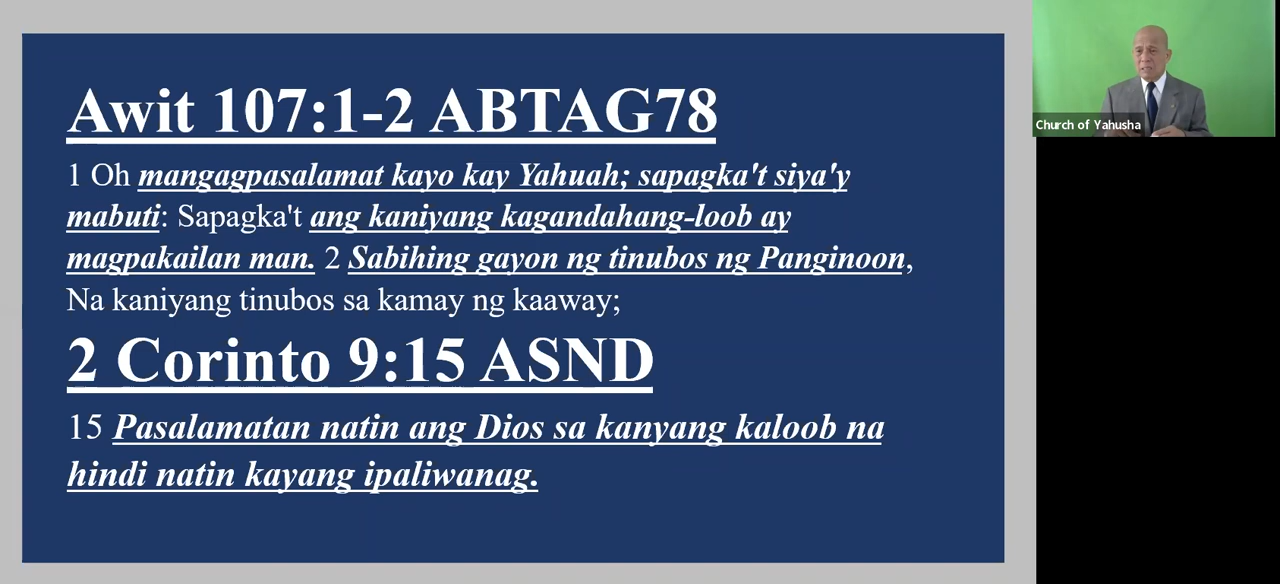 Awit 107:1-2 ABTAG78
1 Oh mangagpasalamat kayo kay Yahuah; sapagka't siya'y
mabuti: Sapagka't ang kaniyang kagandahang-loob ay
magpakailan man. 2 Sabihing gayon ng tinubos ng Panginoon,
Na kaniyang tinubos sa kamay ng kaaway;
2 Corinto 9:15 ASND
15 Pasalamatan natin ang Dios sa kanyang kaloob na
hindi natin kayang ipaliwanag.
Church of Yahusha